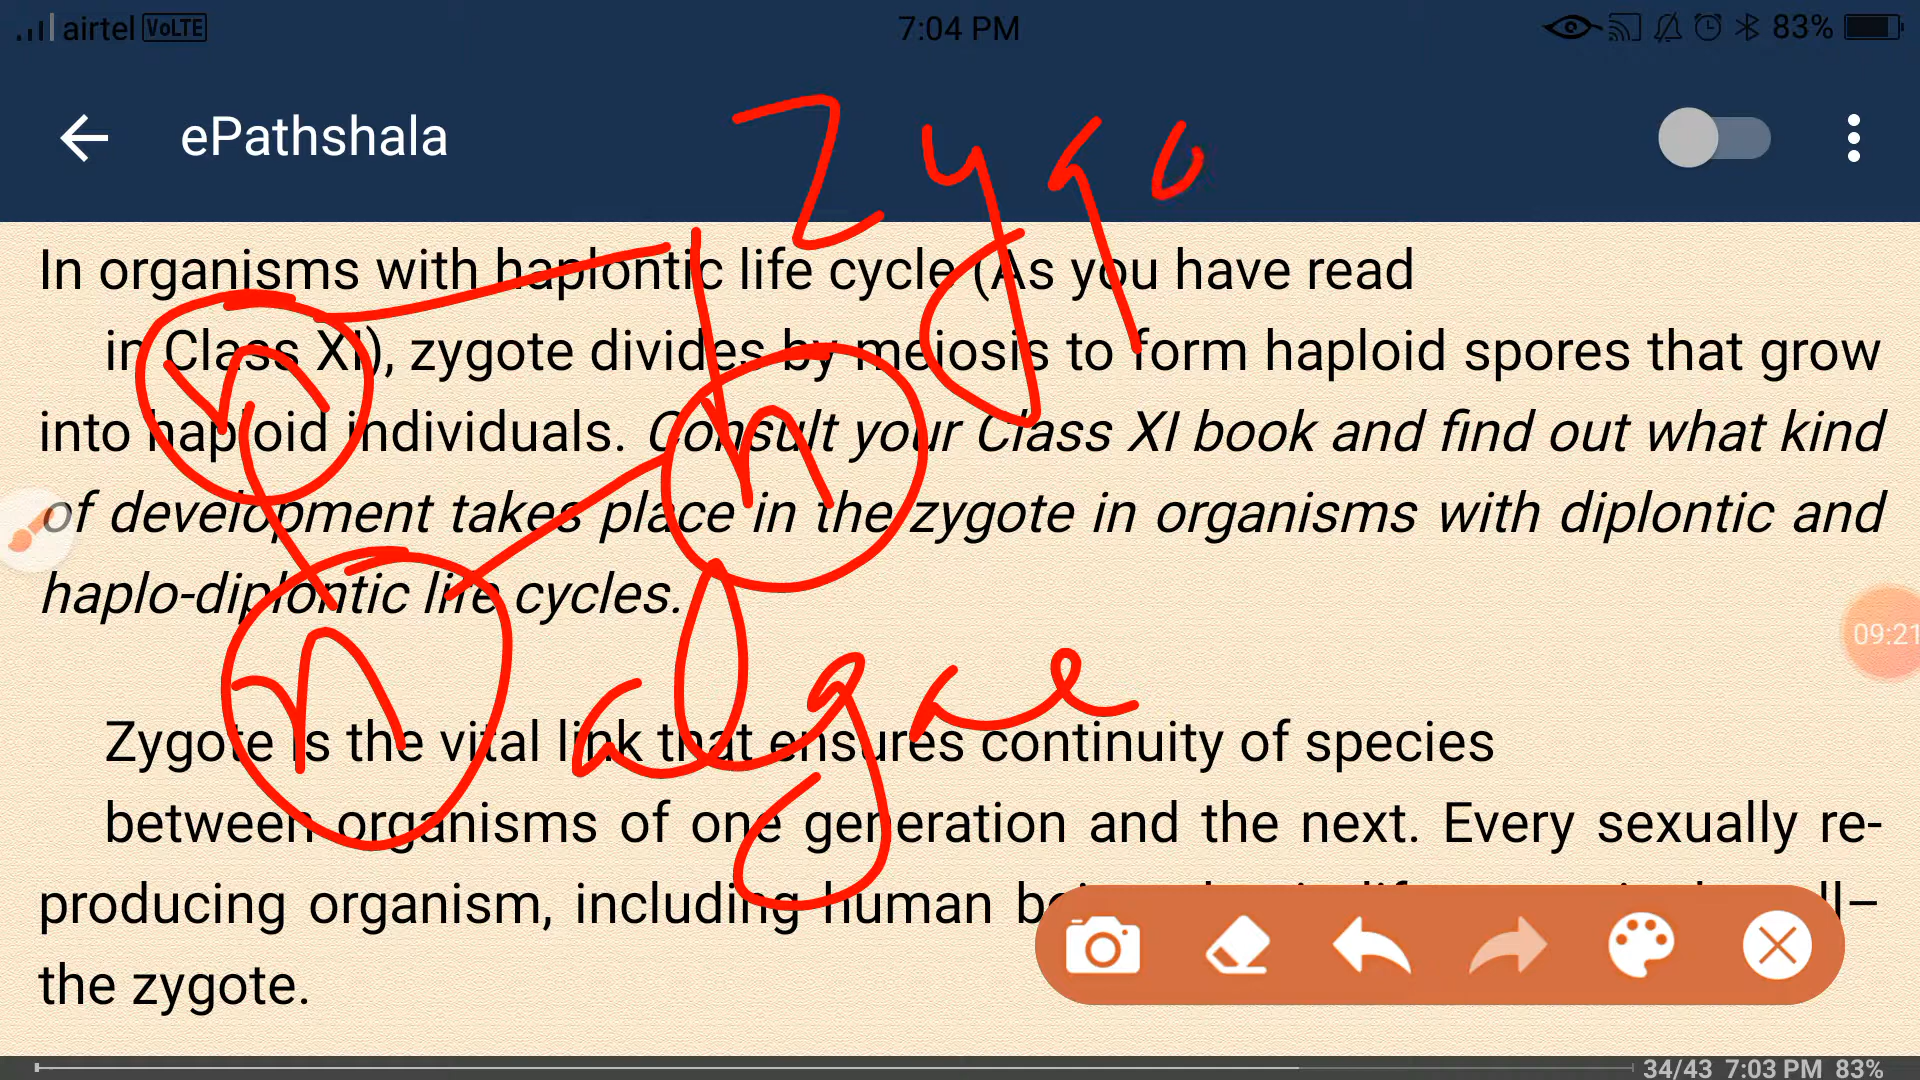 airtel VoLTE 7:04 PM 83%
ePathshala
Zygo
In organisms with haplontic life cycle (As you have read
in Class XI), zygote divides by meiosis to form haploid spores that grow
into haploid individuals. Consult your Class XI book and find out what kind
of development takes place in the zygote in organisms with diplontic and
haplo-diplontic life cycles.
n
n
n
algae
09:21
Zygote is the vital link that ensures continuity of species
between organisms of one generation and the next. Every sexually re-
producing organism, including human
the zygote.
34/43 7:03 PM 83%